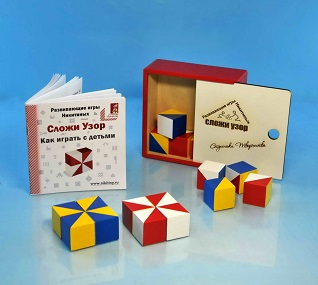 Развивающие игры
Никитиных
Сложи Узор
Как играть с детьми
www.nikitiny.ru
Развивающие игры Никитиных
сложи узор